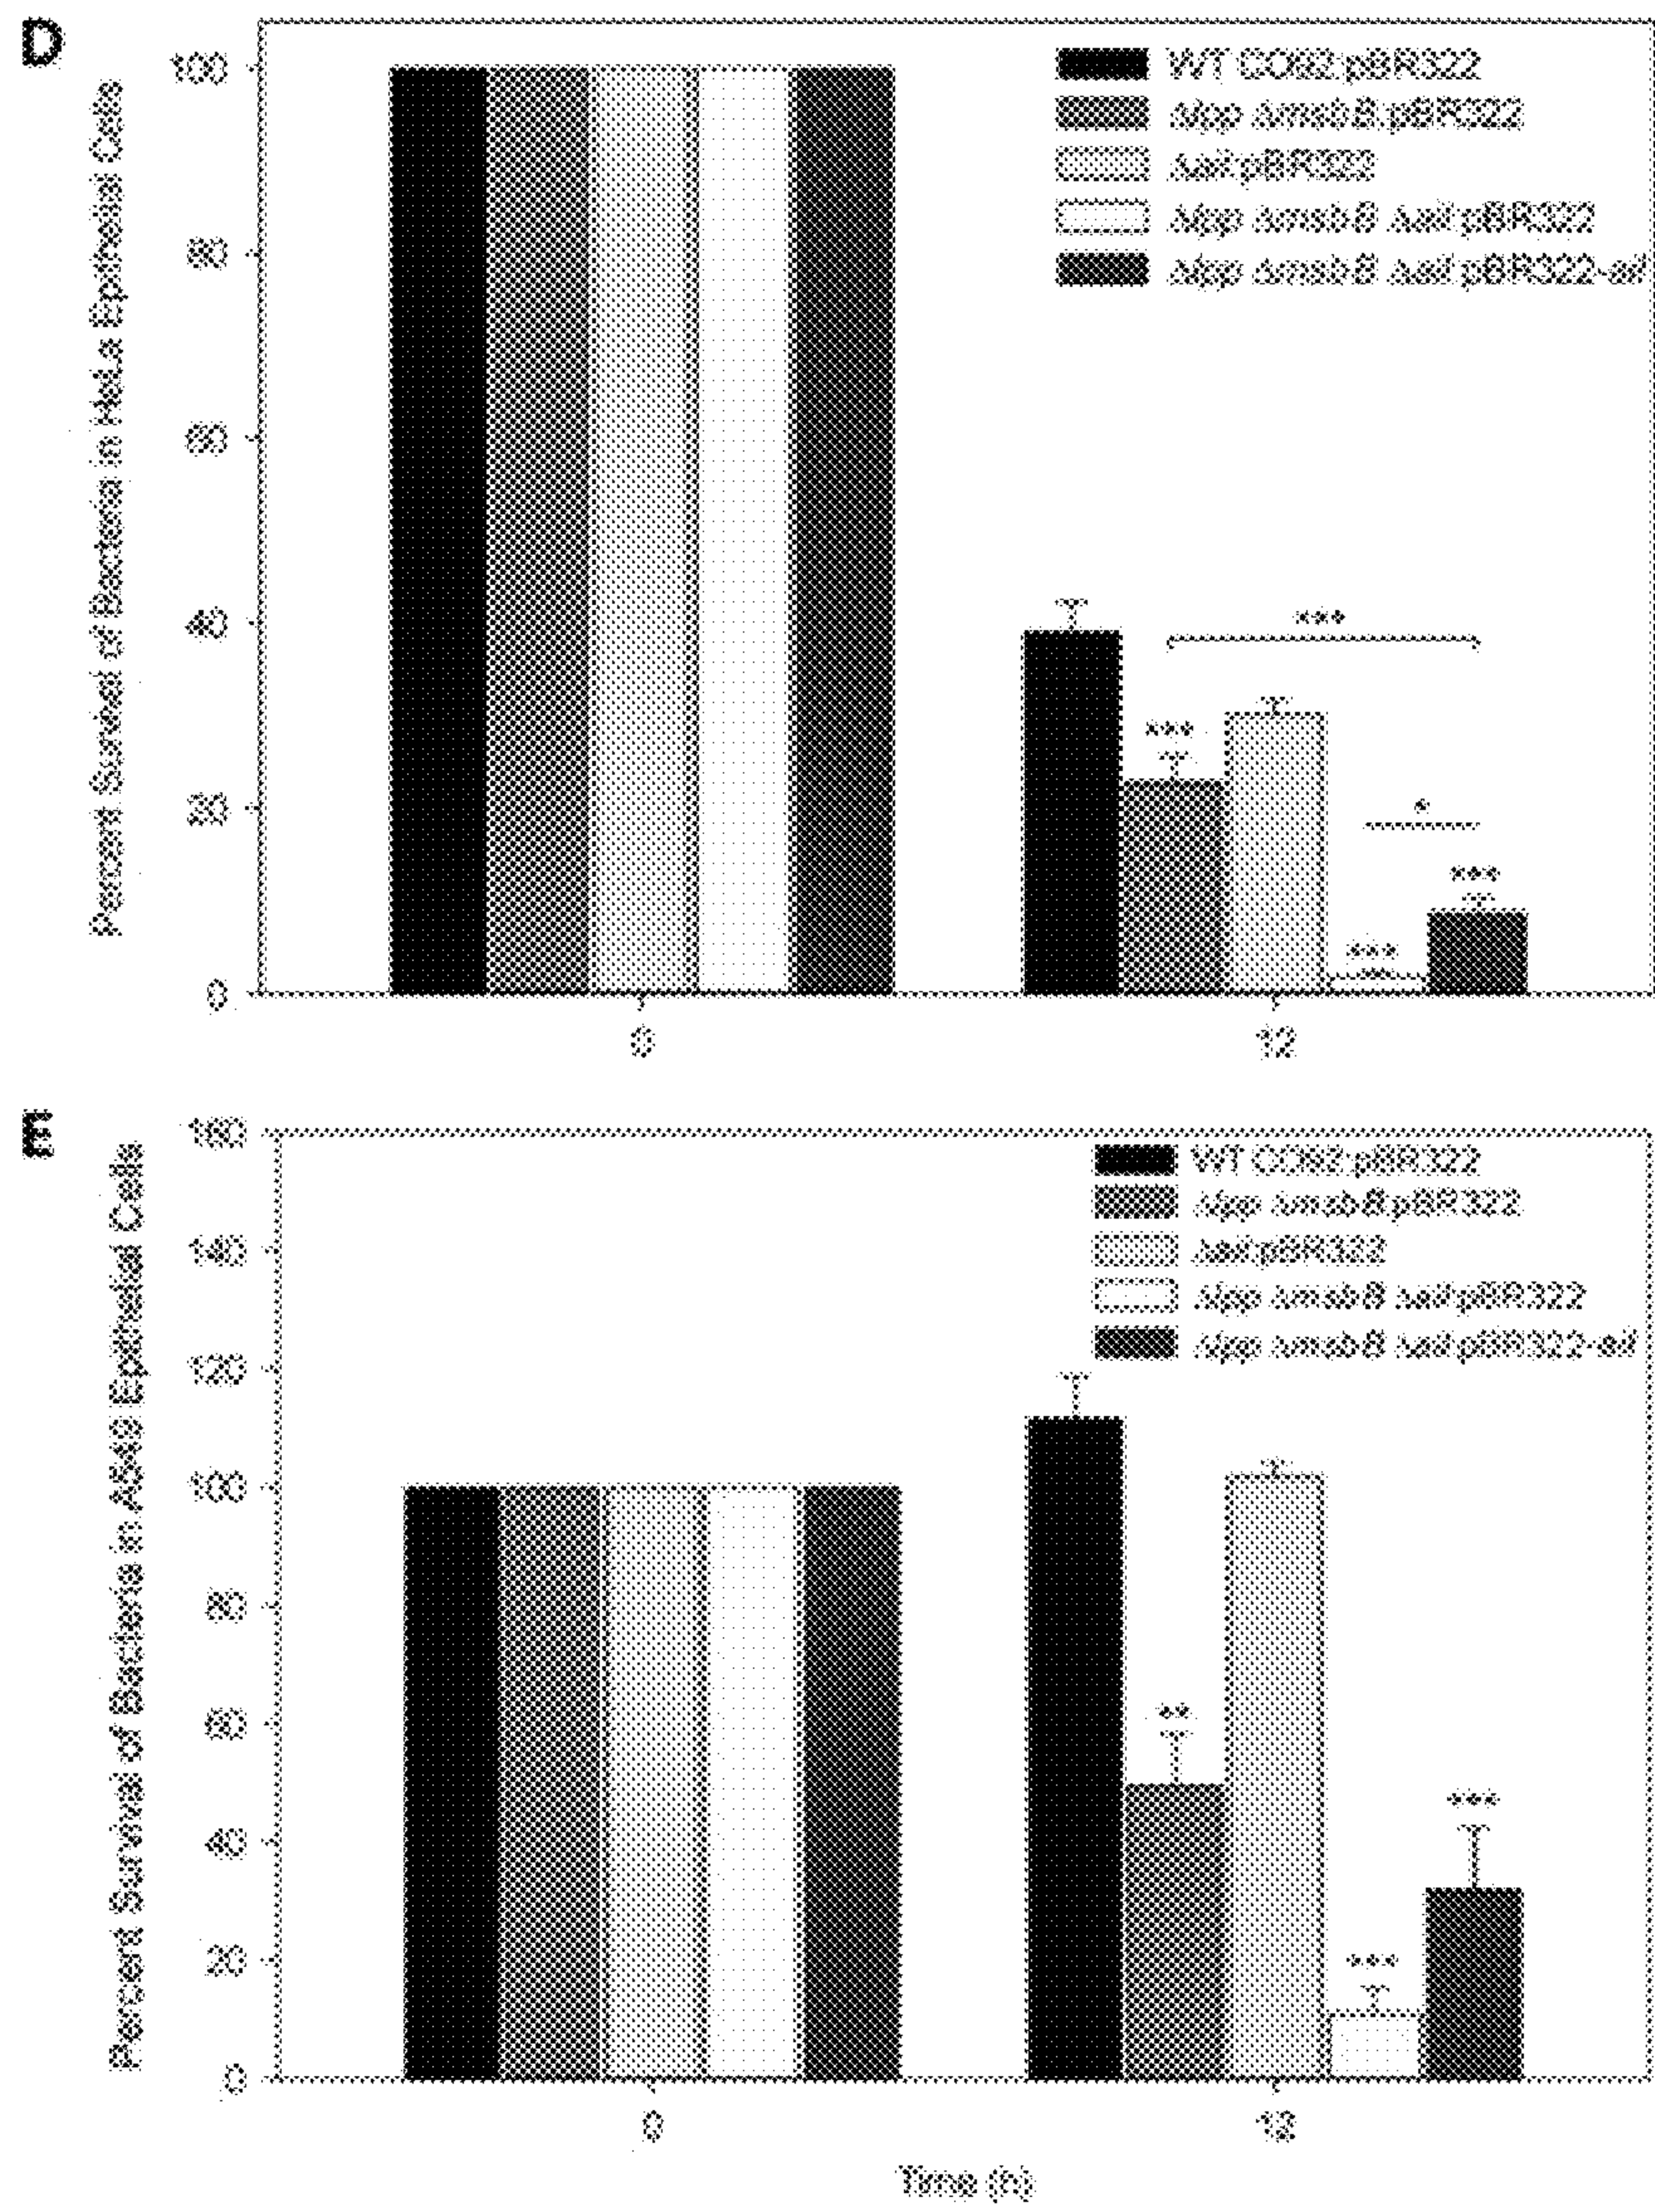 D
Percent Survival of Bacteria in HeLa Epithelial Cells
100
80
60
40
20
0
WT CO92:pBR322
Δlpp ΔmsbB:pBR322
Δail:pBR322
Δlpp ΔmsbB Δail:pBR322
Δlpp ΔmsbB Δail:pBR322-ail
***
***
*
***
***
0
12
E
Percent Survival of Bacteria in A549 Epithelial Cells
160
140
120
100
80
60
40
20
0
WT CO92:pBR322
Δlpp ΔmsbB:pBR322
Δail:pBR322
Δlpp ΔmsbB Δail:pBR322
Δlpp ΔmsbB Δail:pBR322-ail
**
***
***
0
12
Time (h)